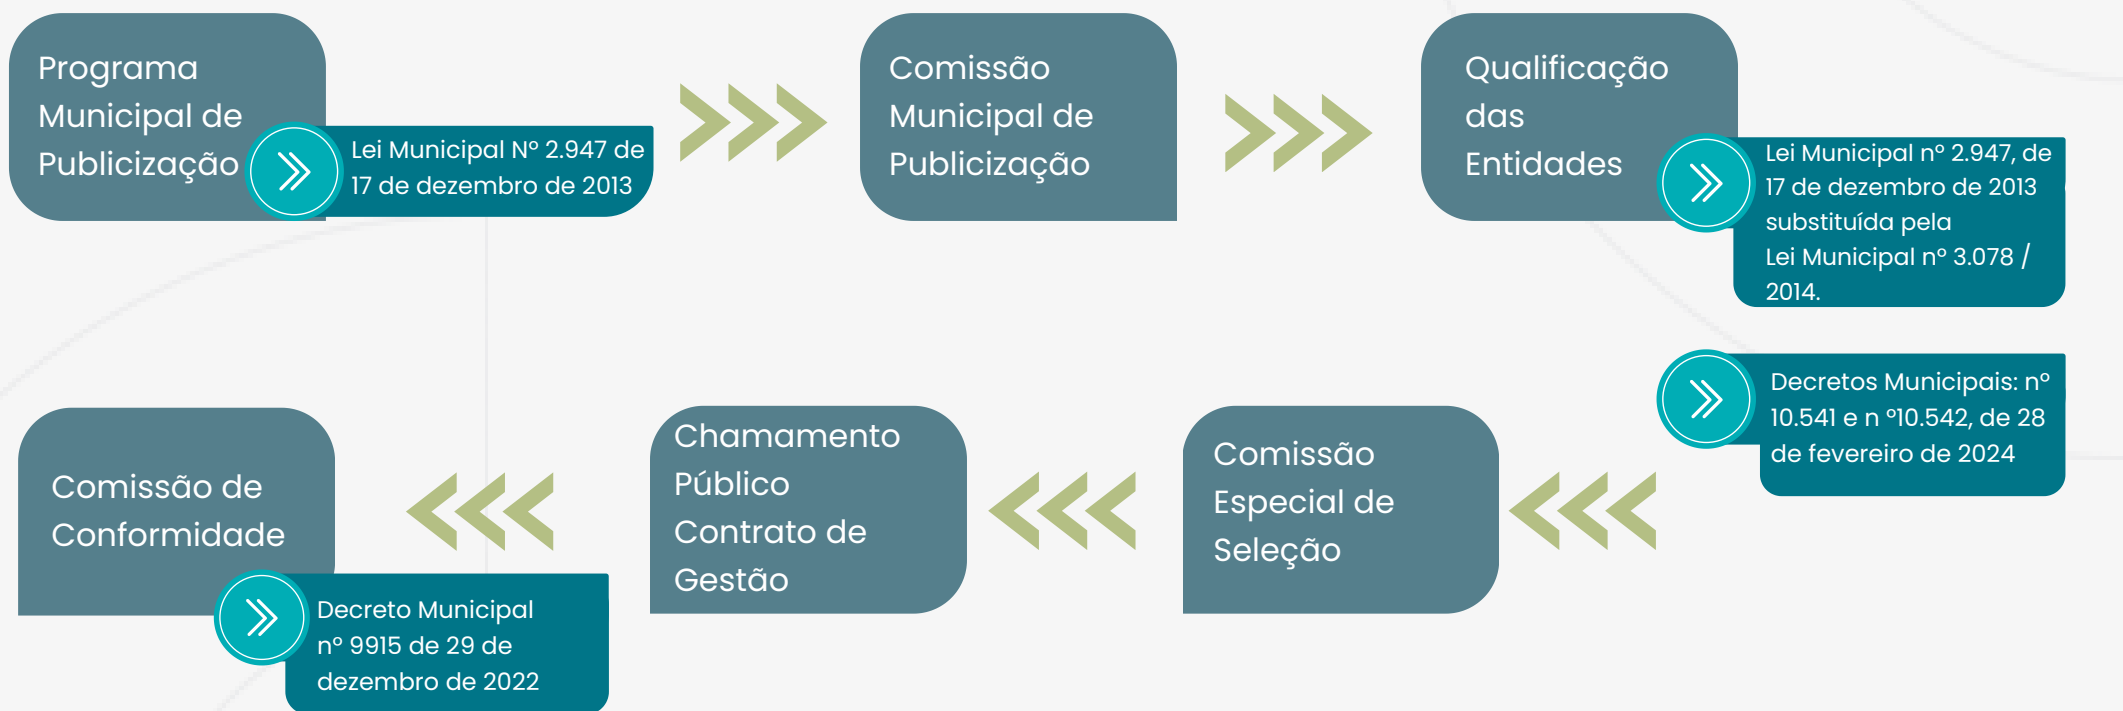 Programa
Municipal de
Publicização
Lei Municipal Nº 2.947 de
17 de dezembro de 2013
Comissão
Municipal de
Publicização
Qualificação
das
Entidades
Lei Municipal nº 2.947, de
17 de dezembro de 2013
substituída pela
Lei Municipal nº 3.078 /
2014.
Decretos Municipais: nº
10.541 e n º10.542, de 28
de fevereiro de 2024
Comissão
Especial de
Seleção
Chamamento
Público
Contrato de
Gestão
Comissão de
Conformidade
Decreto Municipal
nº 9915 de 29 de
dezembro de 2022